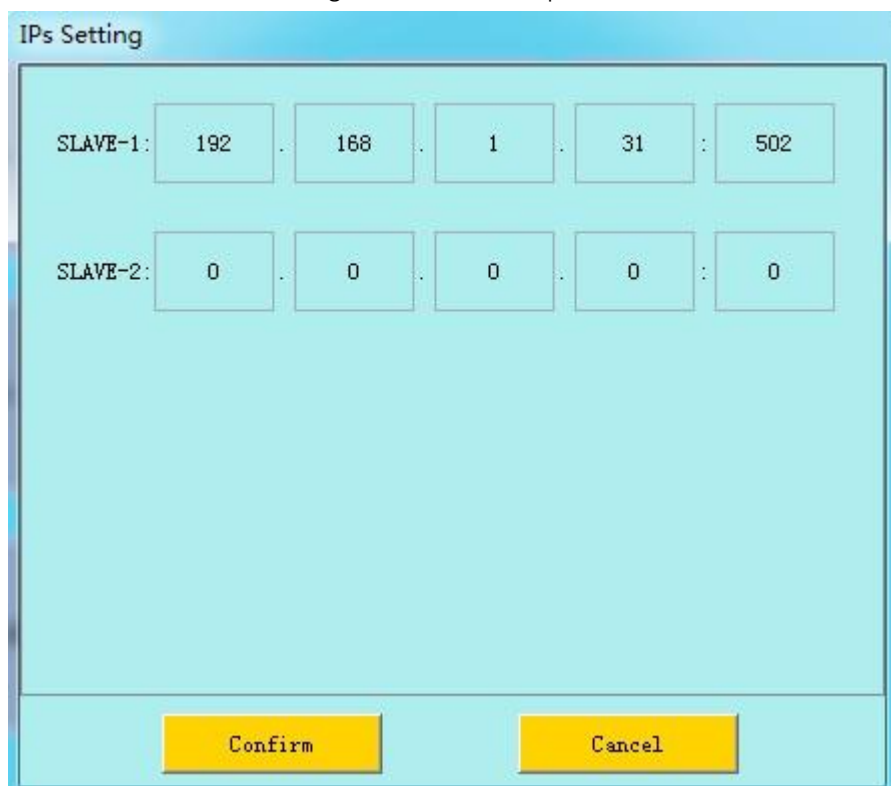 IPs Setting
SLAVE-1: 192 . 168 . 1 . 31 : 502
SLAVE-2: 0 . 0 . 0 . 0 : 0
Confirm Cancel